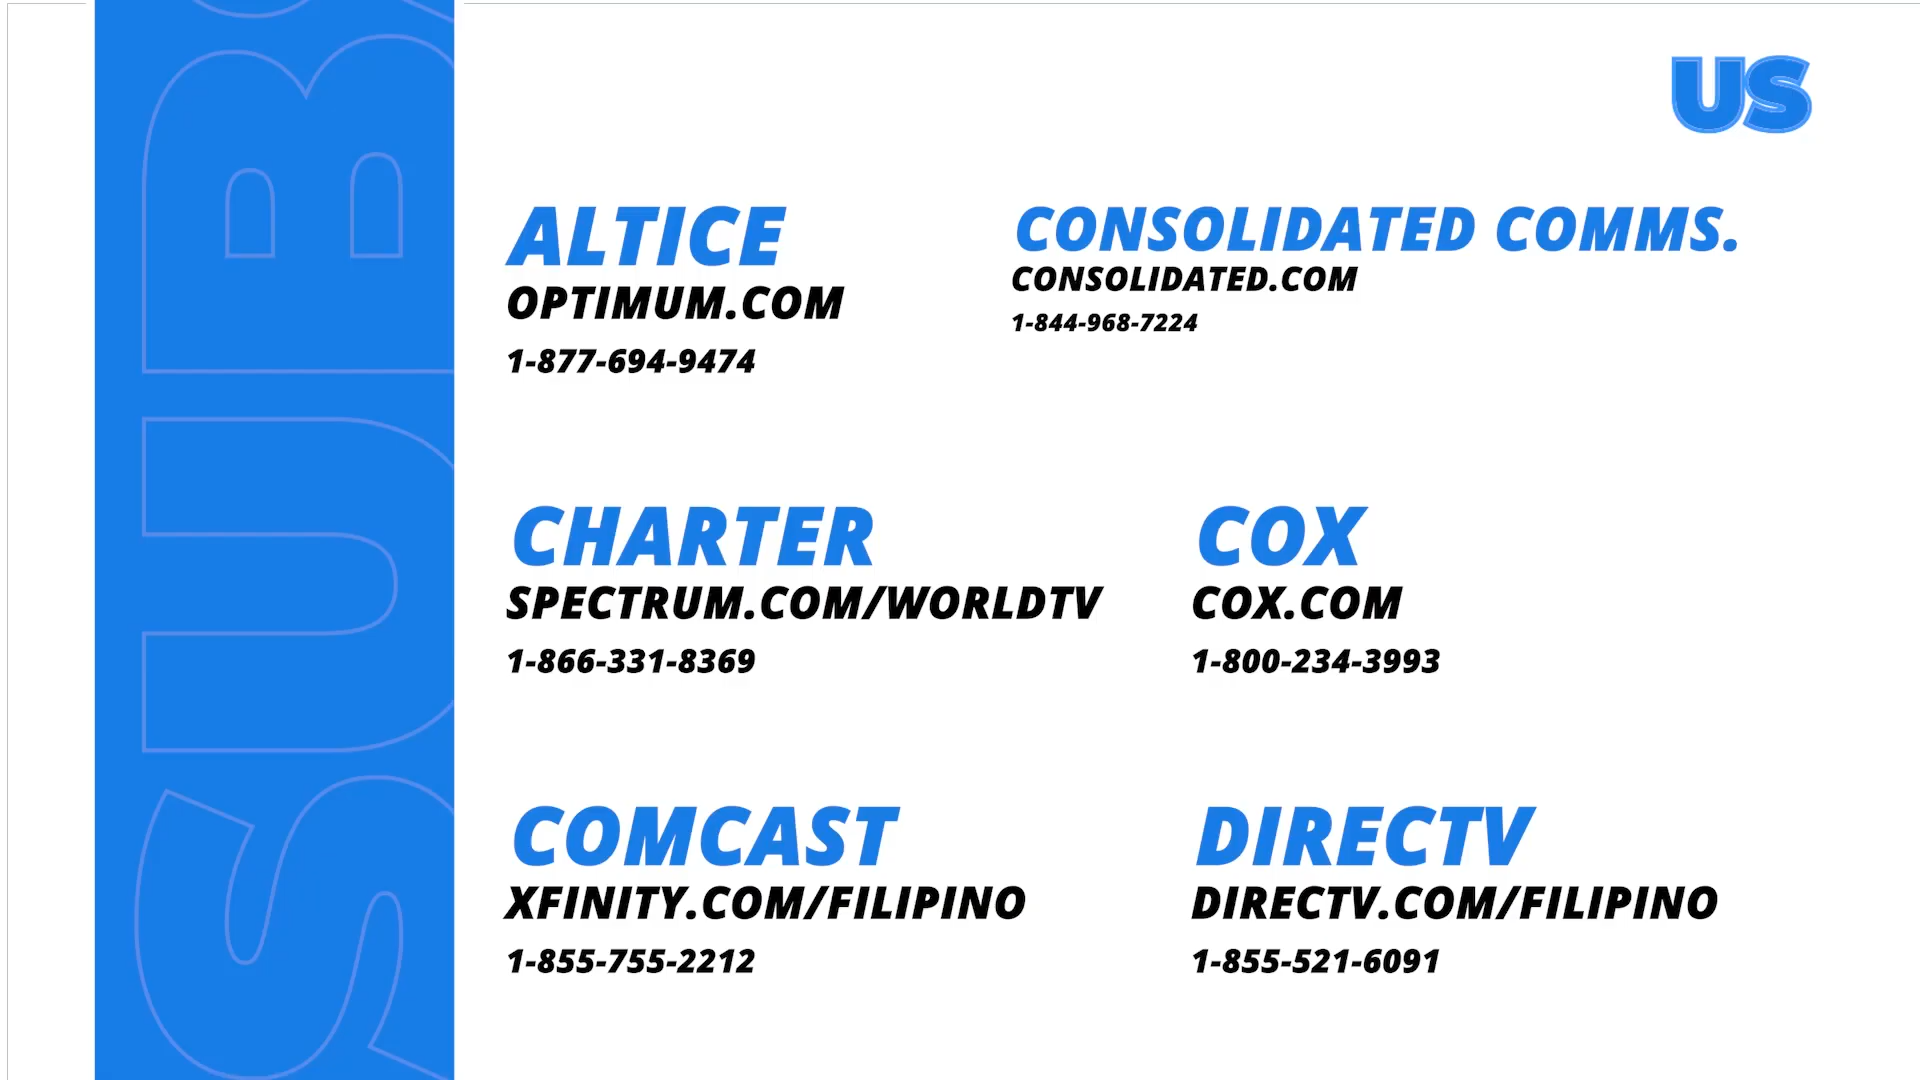 US
ALTICE
OPTIMUM.COM
1-877-694-9474
CONSOLIDATED COMMS.
CONSOLIDATED.COM
1-844-968-7224
CHARTER
SPECTRUM.COM/WORLDTV
1-866-331-8369
COX
COX.COM
1-800-234-3993
COMCAST
XFINITY.COM/FILIPINO
1-855-755-2212
DIRECTV
DIRECTV.COM/FILIPINO
1-855-521-6091
SUB